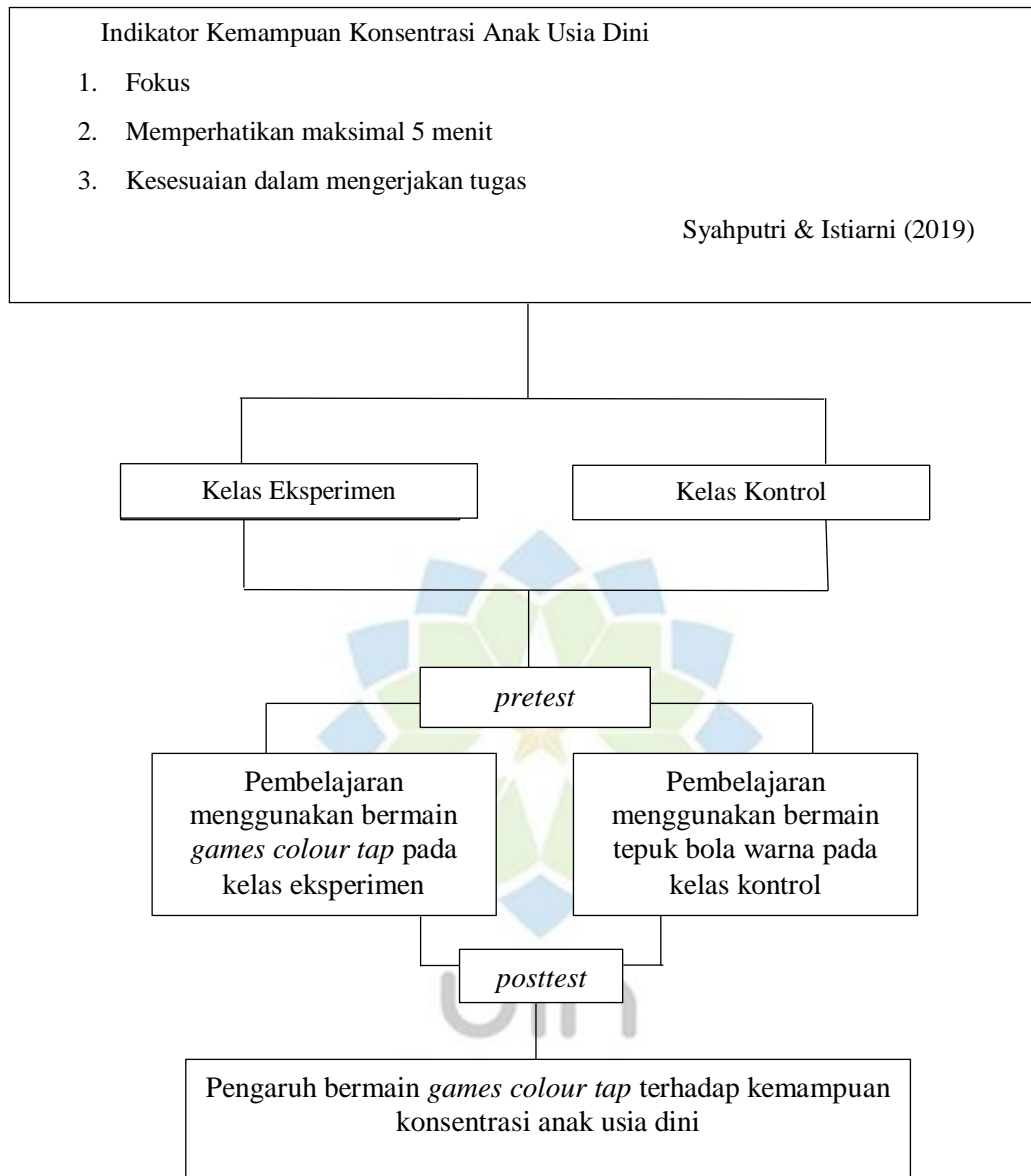 Indikator Kemampuan Konsentrasi Anak Usia Dini
1. Fokus
2. Memperhatikan maksimal 5 menit
3. Kesesuaian dalam mengerjakan tugas
Syahputri & Istiarni (2019)
Kelas Eksperimen
Kelas Kontrol
pretest
Pembelajaran
menggunakan bermain
games colour tap pada
kelas eksperimen
Pembelajaran
menggunakan bermain
tepuk bola warna pada
kelas kontrol
posttest
uin
Pengaruh bermain games colour tap terhadap kemampuan
konsentrasi anak usia dini